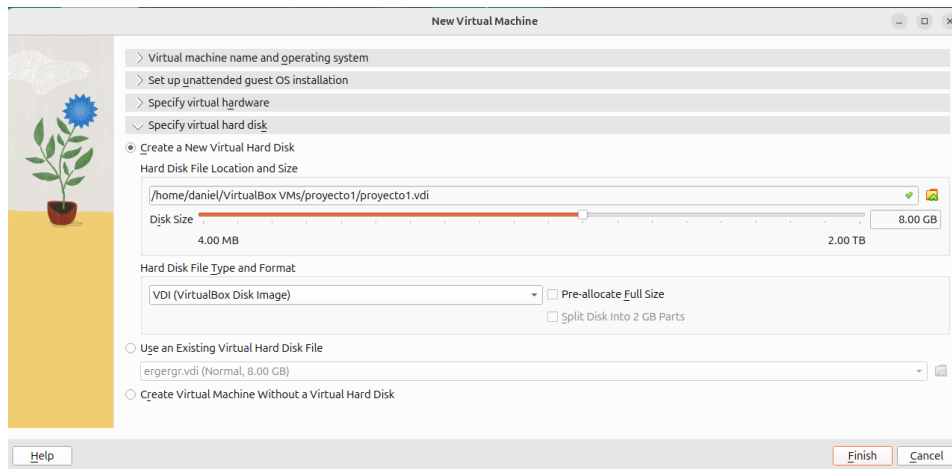 New Virtual Machine
Virtual machine name and operating system
Set up unattended guest OS installation
Specify virtual hardware
Specify virtual hard disk
Create a New Virtual Hard Disk
Hard Disk File Location and Size
/home/daniel/VirtualBox VMs/proyecto1/proyecto1.vdi
Disk Size 8.00 GB
4.00 MB 2.00 TB
Hard Disk File Type and Format
VDI (VirtualBox Disk Image) Pre-allocate Full Size
Split Disk Into 2 GB Parts
Use an Existing Virtual Hard Disk File
ergergr.vdi (Normal, 8.00 GB)
Create Virtual Machine Without a Virtual Hard Disk
Help Finish Cancel